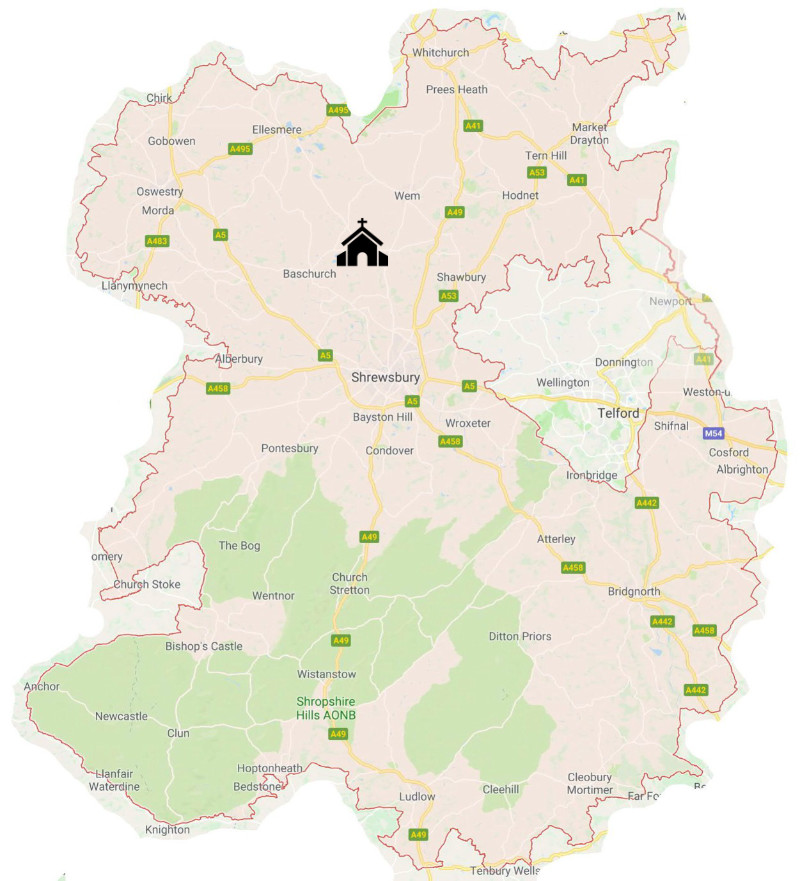 M
Whitchurch
Prees Heath
Chirk
A495
Ellesmere
A41
Market
Drayton
Gobowen
A495
Tern Hill
A53
A41
Oswestry
Wem
Hodnet
Morda
A49
A483
A5
Baschurch
Shawbury
Llanymynech
A53
Newport
Alberbury
A5
Donnington
A41
Shrewsbury
Wellington
A458
A5
Weston-u
A5
Telford
Bayston Hill
Wroxeter
Shifnal
M54
A458
Pontesbury
Condover
Cosford
Albrighton
Ironbridge
A442
The Bog
A49
Atterley
omery
A458
Church Stoke
Church
Stretton
Wentnor
Bridgnorth
A442
A458
Bishop's Castle
A49
Ditton Priors
Wistanstow
Anchor
A442
Shropshire
Hills AONB
Newcastle
Clun
A49
Hoptonheath
Llanfair
Waterdine
Bedstone
Cleobury
Mortimer
Cleehill
Ludlow
Far Fo
Knighton
A49
Tenbury Wells